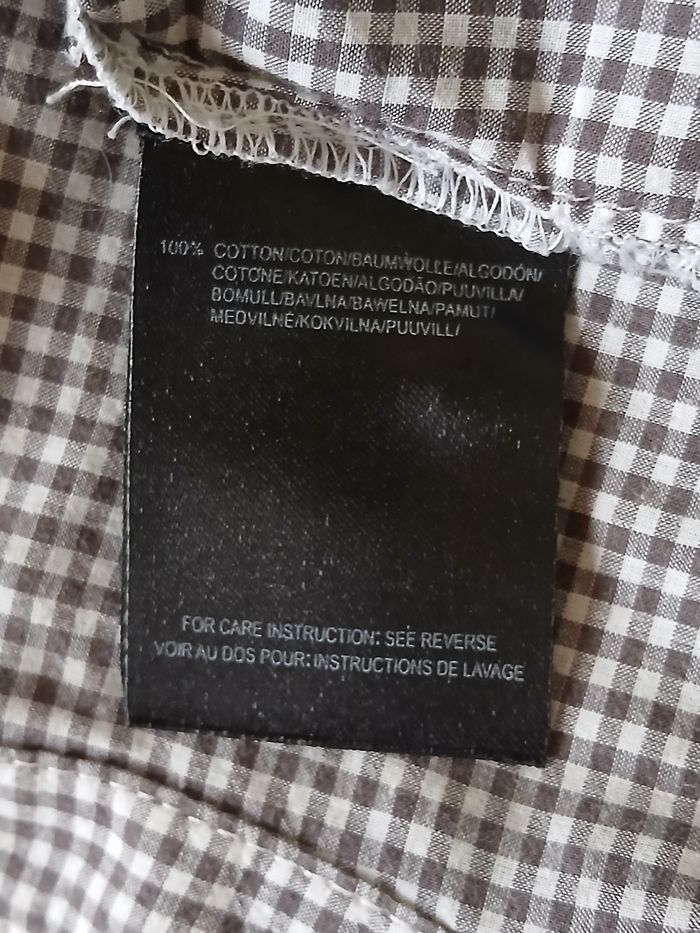 100% COTTON/COTON/BAUMWOLLE/ALGODÓN/
COTONE/KATOEN/ALGODÃO/PUUVILLA/
BOMULL/BAVLNA/BAWELNA/PAMUT/
MEDVILNĖ/KOKVILNA/PUUVILL/
FOR CARE INSTRUCTION: SEE REVERSE
VOIR AU DOS POUR: INSTRUCTIONS DE LAVAGE